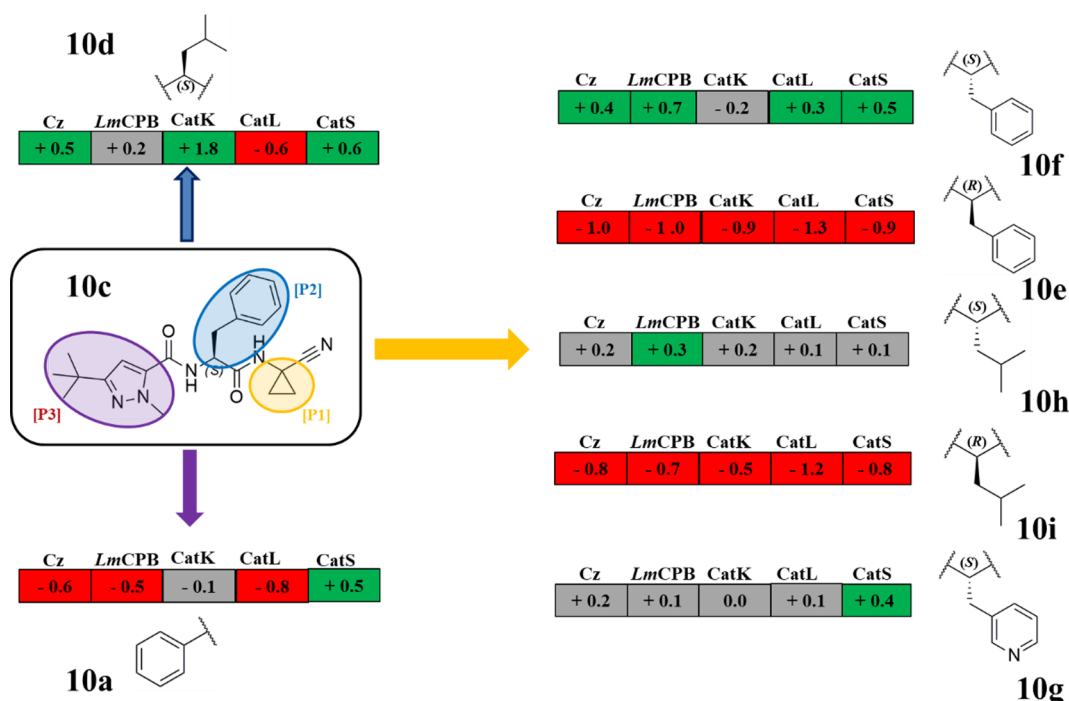 10d
(S)
Cz LmCPB CatK CatL CatS
+ 0.5 + 0.2 + 1.8 - 0.6 + 0.6
10c
[P2]
O
N
H
(S)
O
H
N
N
N
N
[P3]
[P1]
Cz LmCPB CatK CatL CatS
- 0.6 - 0.5 - 0.1 - 0.8 + 0.5
10a
Cz LmCPB CatK CatL CatS
+ 0.4 + 0.7 - 0.2 + 0.3 + 0.5
(S)
10f
Cz LmCPB CatK CatL CatS
- 1.0 - 1.0 - 0.9 - 1.3 - 0.9
(R)
10e
Cz LmCPB CatK CatL CatS
+ 0.2 + 0.3 + 0.2 + 0.1 + 0.1
(S)
10h
Cz LmCPB CatK CatL CatS
- 0.8 - 0.7 - 0.5 - 1.2 - 0.8
(R)
10i
Cz LmCPB CatK CatL CatS
+ 0.2 + 0.1 0.0 + 0.1 + 0.4
(S)
N
10g